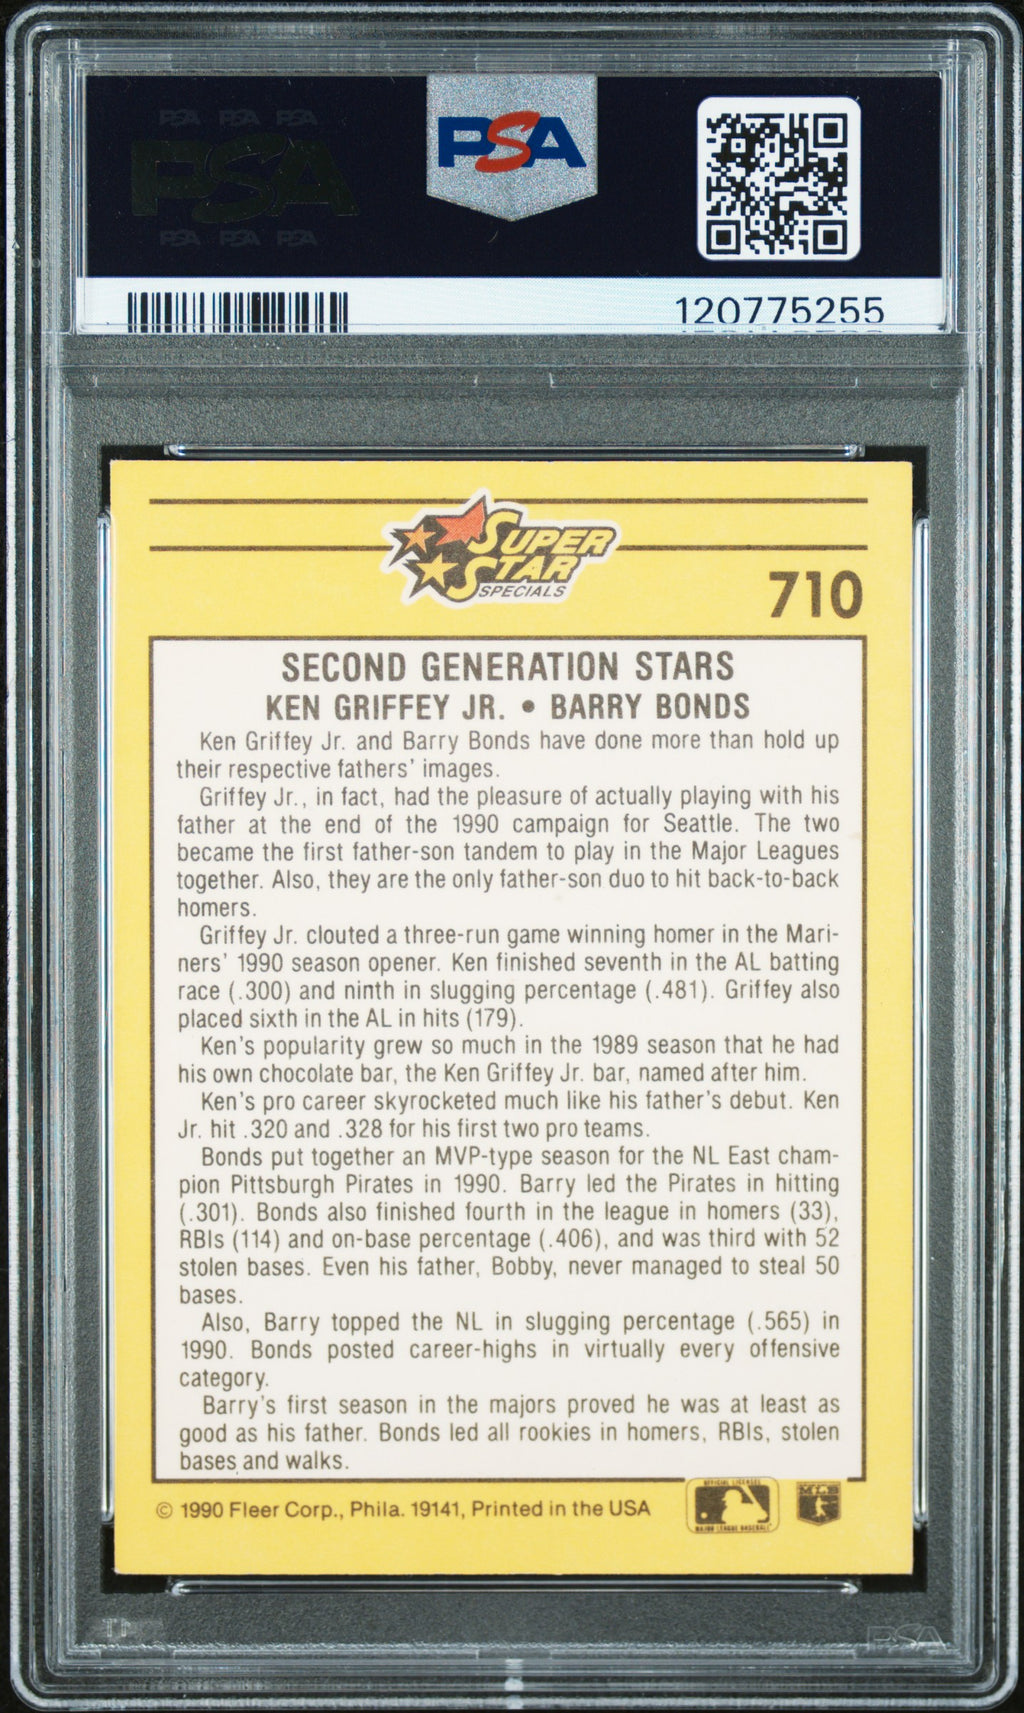 PSA PSA PSA
PSA
PSA PSA PSA
PSA
120775255
SUPER
STAR
SPECIALS
710
SECOND GENERATION STARS
KEN GRIFFEY JR. • BARRY BONDS
Ken Griffey Jr. and Barry Bonds have done more than hold up
their respective fathers' images.
Griffey Jr., in fact, had the pleasure of actually playing with his
father at the end of the 1990 campaign for Seattle. The two
became the first father-son tandem to play in the Major Leagues
together. Also, they are the only father-son duo to hit back-to-back
homers.
Griffey Jr. clouted a three-run game winning homer in the Mari-
ners' 1990 season opener. Ken finished seventh in the AL batting
race (.300) and ninth in slugging percentage (.481). Griffey also
placed sixth in the AL in hits (179).
Ken's popularity grew so much in the 1989 season that he had
his own chocolate bar, the Ken Griffey Jr. bar, named after him.
Ken's pro career skyrocketed much like his father's debut. Ken
Jr. hit .320 and .328 for his first two pro teams.
Bonds put together an MVP-type season for the NL East cham-
pion Pittsburgh Pirates in 1990. Barry led the Pirates in hitting
(.301). Bonds also finished fourth in the league in homers (33),
RBIs (114) and on-base percentage (.406), and was third with 52
stolen bases. Even his father, Bobby, never managed to steal 50
bases.
Also, Barry topped the NL in slugging percentage (.565) in
1990. Bonds posted career-highs in virtually every offensive
category.
Barry's first season in the majors proved he was at least as
good as his father. Bonds led all rookies in homers, RBIs, stolen
bases and walks.
© 1990 Fleer Corp., Phila. 19141, Printed in the USA
OFFICIAL LICENSEE
MAJOR LEAGUE BASEBALL
MLB
PSA